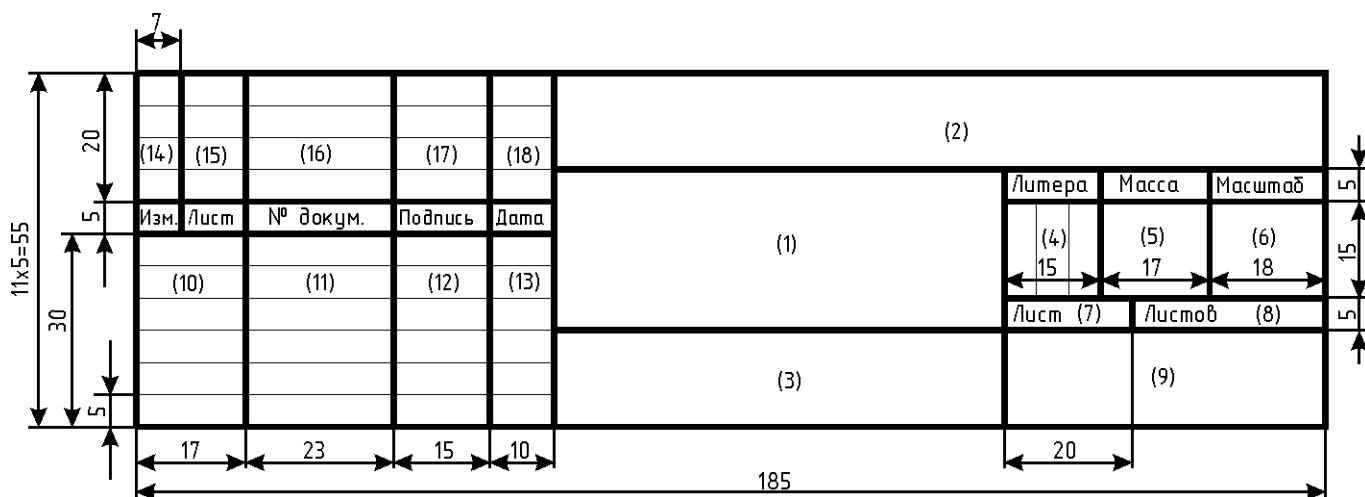 7
(2)
20
(14) (15) (16) (17) (18)
Литера Масса Масштаб 5
5 Изм. Лист № докум. Подпись Дата
(1) (4) (5) (6) 15
15 17 18
11х5=55
(10) (11) (12) (13)
30
Лист (7) Листов (8) 5
(3) (9)
5
17 23 15 10 20
185